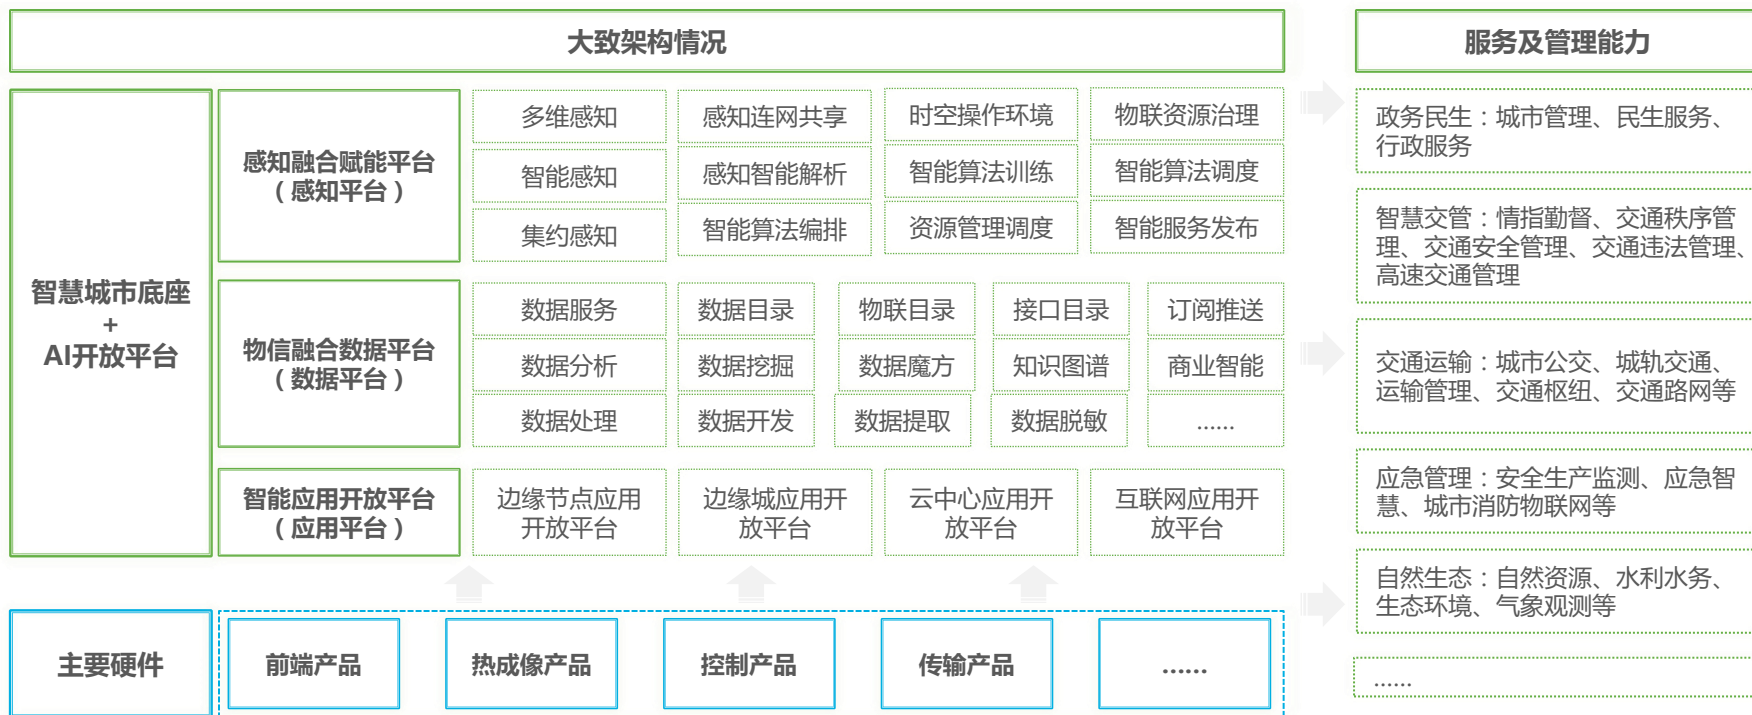 大致架构情况
服务及管理能力
智慧城市底座
+
AI开放平台
感知融合赋能平台
（感知平台）
多维感知
感知连网共享
时空操作环境
物联资源治理
智能感知
感知智能解析
智能算法训练
智能算法调度
集约感知
智能算法编排
资源管理调度
智能服务发布
物信融合数据平台
（数据平台）
数据服务
数据目录
物联目录
接口目录
订阅推送
数据分析
数据挖掘
数据魔方
知识图谱
商业智能
数据处理
数据开发
数据提取
数据脱敏
……
智能应用开放平台
（应用平台）
边缘节点应用
开放平台
边缘城应用开
放平台
云中心应用开
放平台
互联网应用开
放平台
主要硬件
前端产品
热成像产品
控制产品
传输产品
……
政务民生：城市管理、民生服务、
行政服务
智慧交管：情指勤督、交通秩序管
理、交通安全管理、交通违法管理、
高速交通管理
交通运输：城市公交、城轨交通、
运输管理、交通枢纽、交通路网等
应急管理：安全生产监测、应急智
慧、城市消防物联网等
自然生态：自然资源、水利水务、
生态环境、气象观测等
……